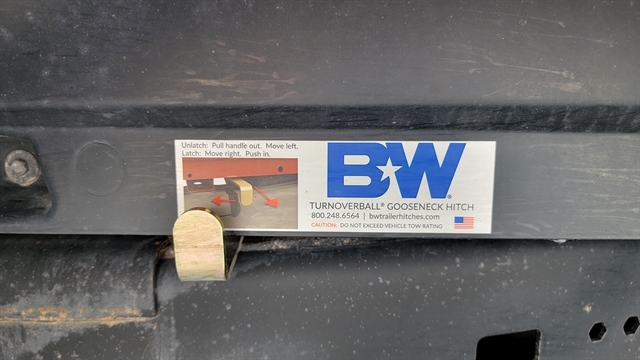 Unlatch: Pull handle out. Move left.
Latch: Move right. Push in.
B★W®
TURNOVERBALL® GOOSENECK HITCH
800.248.6564 | bwtrailerhitches.com
CAUTION: DO NOT EXCEED VEHICLE TOW RATING